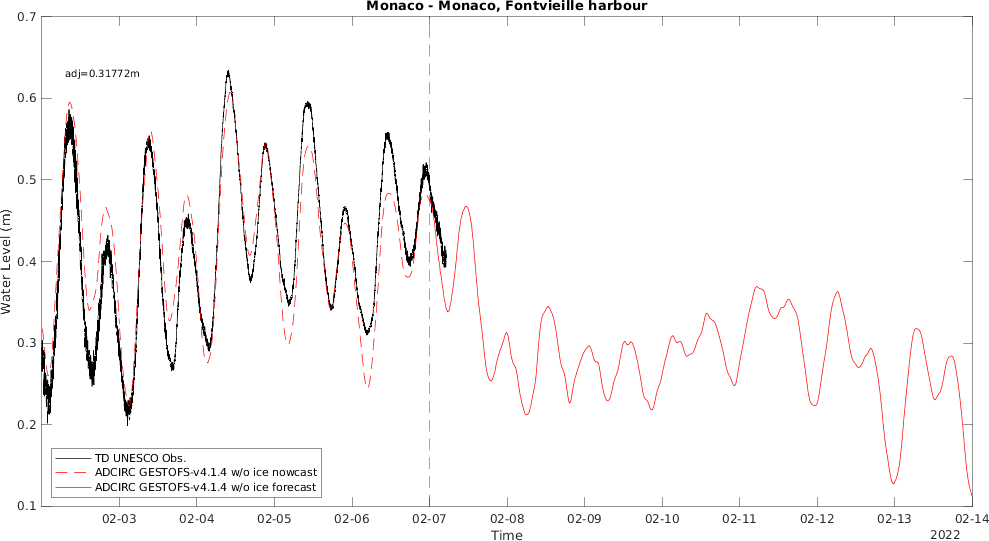 Monaco - Monaco, Fontvieille harbour
0.7
adj=0.31772m
0.6
0.5
0.4
0.3
0.2
0.1
Water Level (m)
TD UNESCO Obs.
ADCIRC GESTOFS-v4.1.4 w/o ice nowcast
ADCIRC GESTOFS-v4.1.4 w/o ice forecast
02-03 02-04 02-05 02-06 02-07 02-08 02-09 02-10 02-11 02-12 02-13 02-14
Time
2022